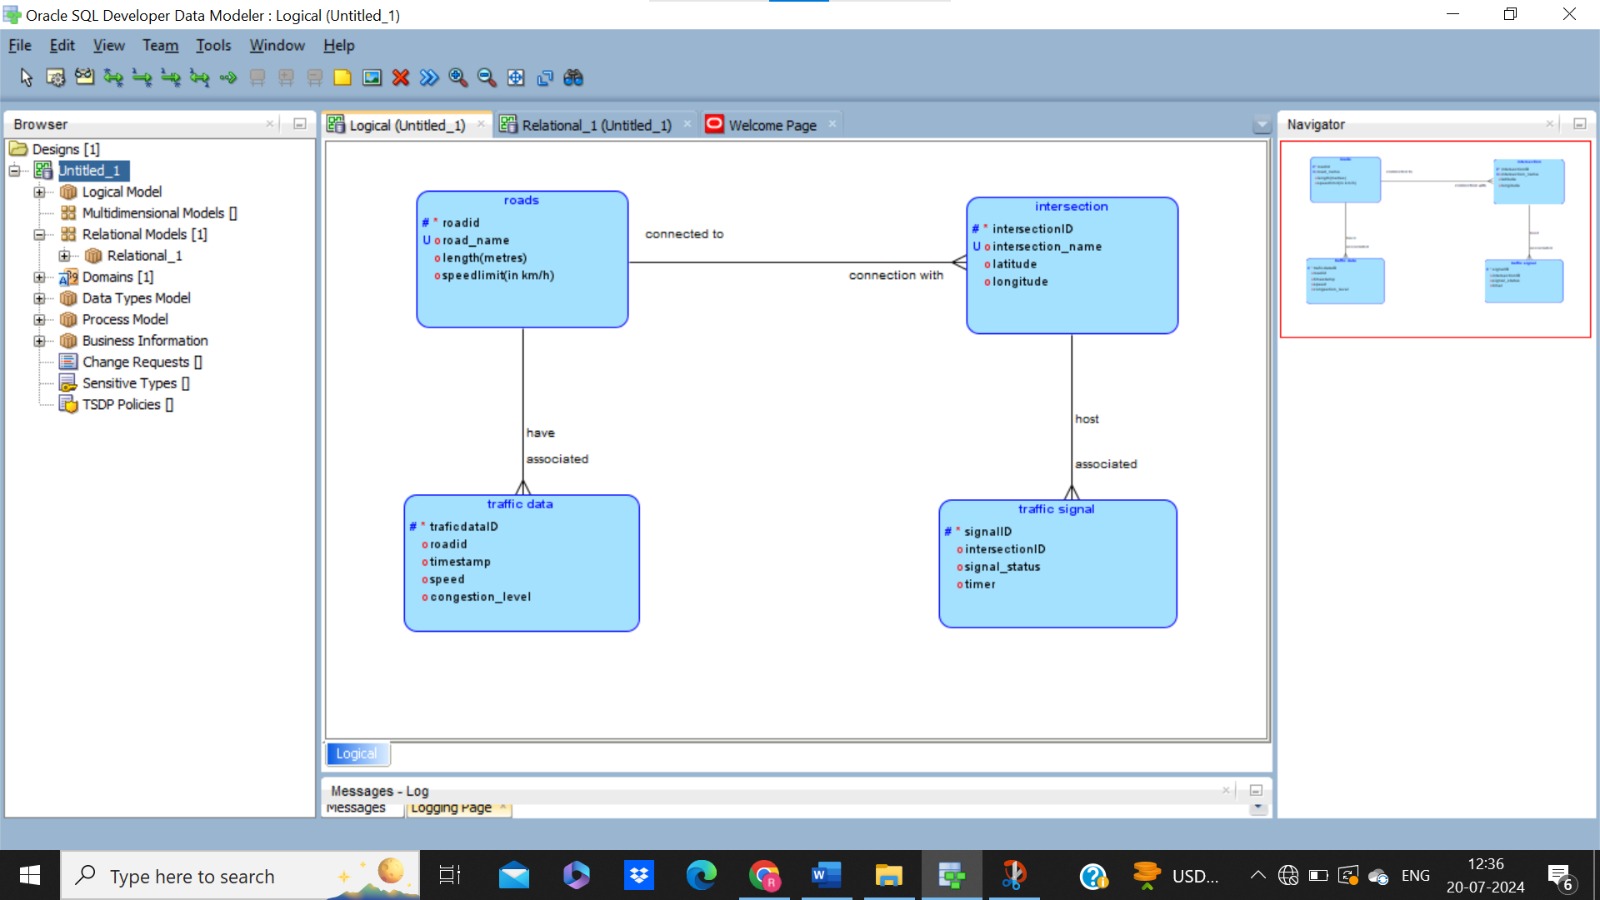 Oracle SQL Developer Data Modeler : Logical (Untitled_1)
File Edit View Team Tools Window Help
Browser
Designs [1]
Untitled_1
Logical Model
Multidimensional Models []
Relational Models [1]
Relational_1
Domains [1]
Data Types Model
Process Model
Business Information
Change Requests []
Sensitive Types []
TSDP Policies []
Logical (Untitled_1)
Relational_1 (Untitled_1)
Welcome Page
roads
# * roadid
U o road_name
o length(metres)
o speedlimit(in km/h)
connected to
connection with
intersection
# * intersectionID
U o intersection_name
o latitude
o longitude
have
associated
host
associated
traffic data
# * traficdataID
o roadid
o timestamp
o speed
o congestion_level
traffic signal
# * signalID
o intersectionID
o signal_status
o timer
Logical
Messages - Log
Messages
Logging Page
Navigator
Type here to search
USD...
ENG
12:36
20-07-2024
6